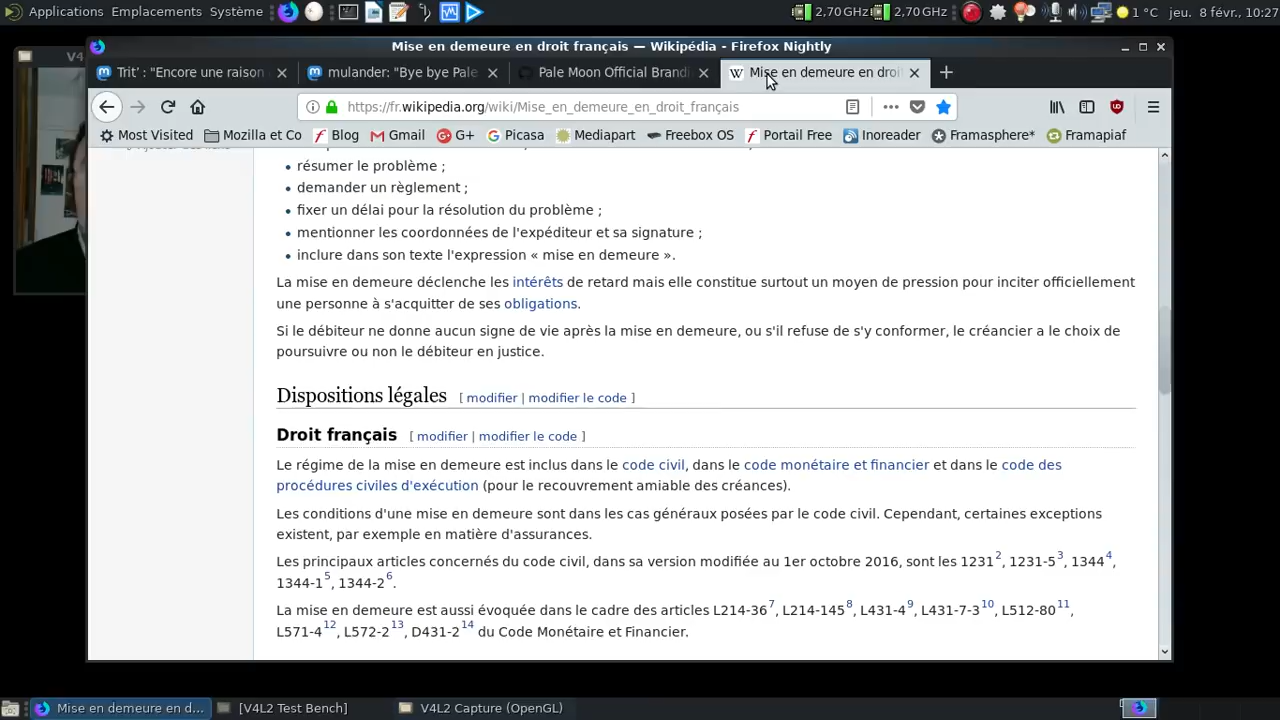 Applications Emplacements Système 2,70 GHz 2,70 GHz 1 °C jeu. 8 févr., 10:27
V4
Mise en demeure en droit français — Wikipédia - Firefox Nightly
Trit' : "Encore une raison mulander: "Bye bye Pale Pale Moon Official Brandi Mise en demeure en droi
https://fr.wikipedia.org/wiki/Mise_en_demeure_en_droit_français
Most Visited Mozilla et Co Blog Gmail G+ Picasa Mediapart Freebox OS Portail Free Inoreader Framasphere* Framapiaf
résumer le problème ;
demander un règlement ;
fixer un délai pour la résolution du problème ;
mentionner les coordonnées de l'expéditeur et sa signature ;
inclure dans son texte l'expression « mise en demeure ».
La mise en demeure déclenche les intérêts de retard mais elle constitue surtout un moyen de pression pour inciter officiellement
une personne à s'acquitter de ses obligations.
Si le débiteur ne donne aucun signe de vie après la mise en demeure, ou s'il refuse de s'y conformer, le créancier a le choix de
poursuivre ou non le débiteur en justice.
Dispositions légales [ modifier | modifier le code ]
Droit français [ modifier | modifier le code ]
Le régime de la mise en demeure est inclus dans le code civil, dans le code monétaire et financier et dans le code des
procédures civiles d'exécution (pour le recouvrement amiable des créances).
Les conditions d'une mise en demeure sont dans les cas généraux posées par le code civil. Cependant, certaines exceptions
existent, par exemple en matière d'assurances.
Les principaux articles concernés du code civil, dans sa version modifiée au 1er octobre 2016, sont les 1231², 1231-5³, 1344⁴,
1344-1⁵, 1344-2⁶.
La mise en demeure est aussi évoquée dans le cadre des articles L214-36⁷, L214-145⁸, L431-4⁹, L431-7-3¹⁰, L512-80¹¹,
L571-4¹², L572-2¹³, D431-2¹⁴ du Code Monétaire et Financier.
Mise en demeure en d... [V4L2 Test Bench] V4L2 Capture (OpenGL)